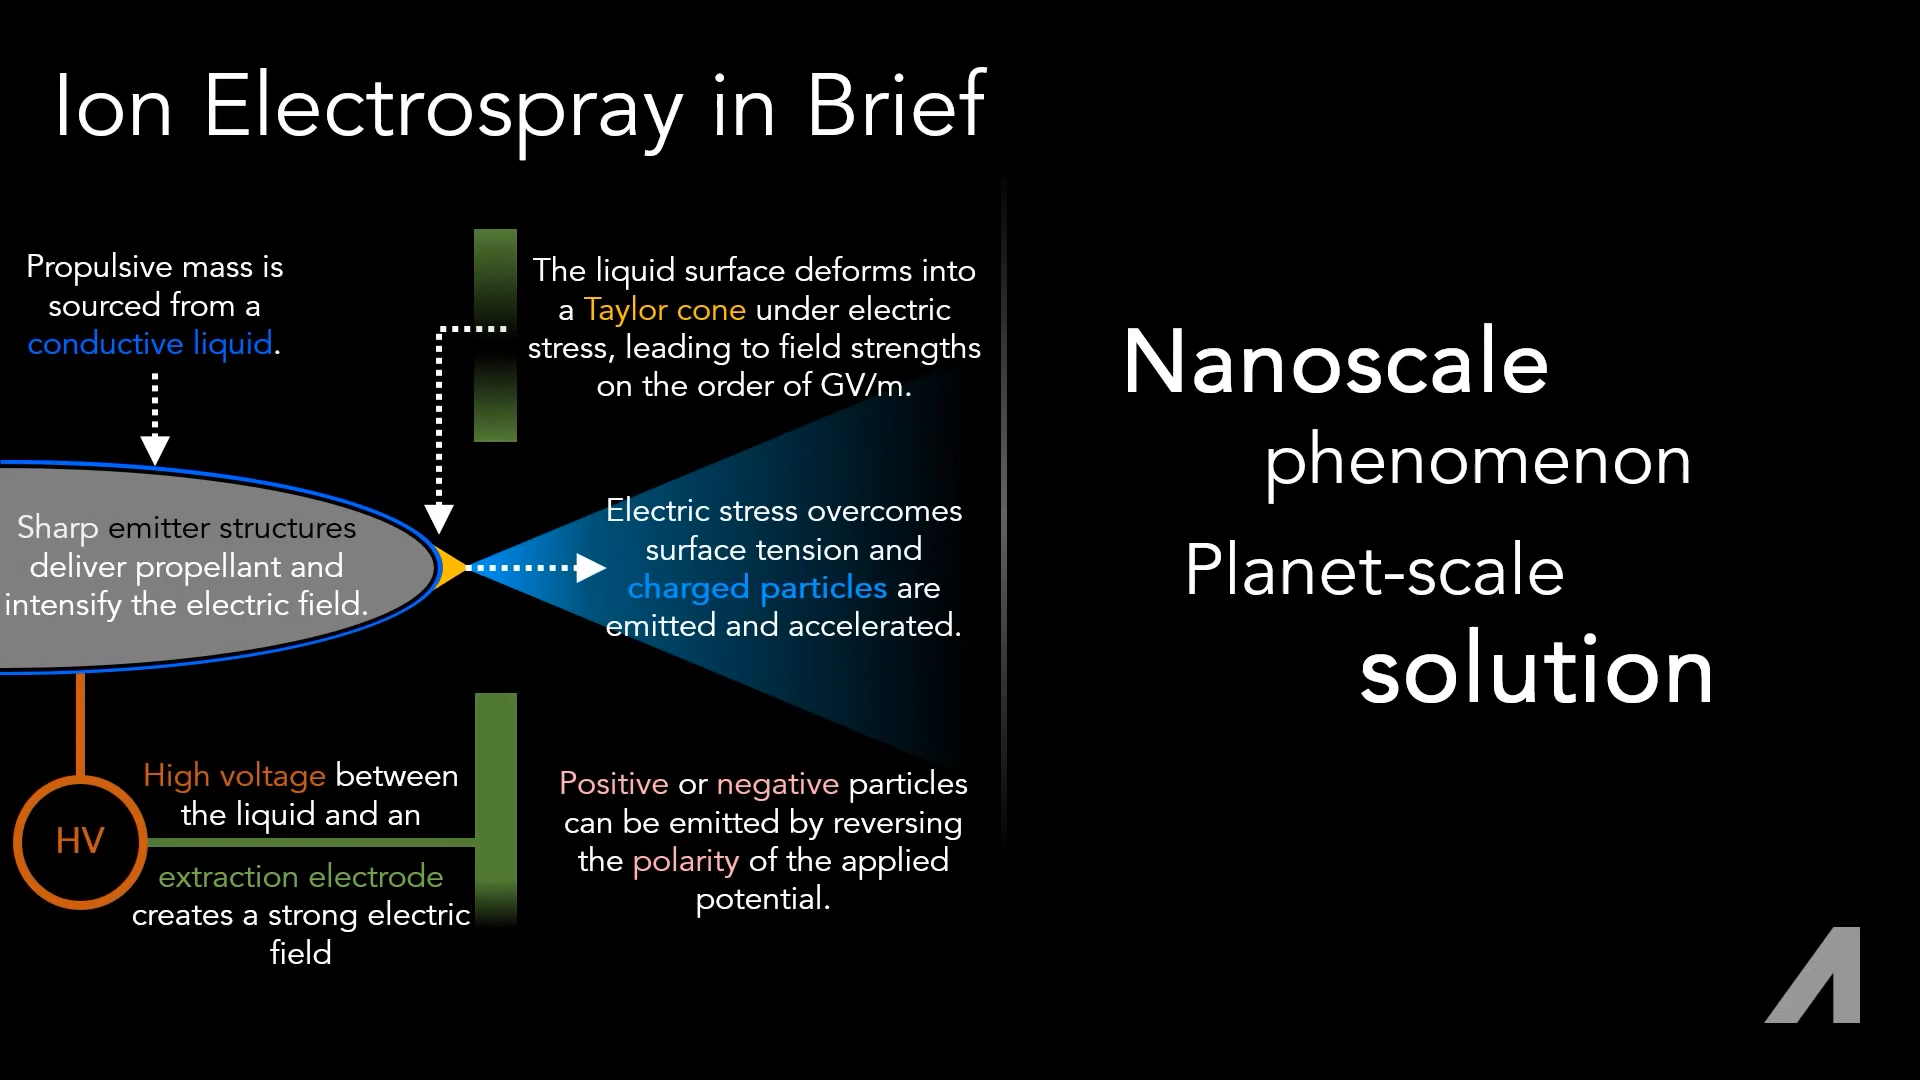 Ion Electrospray in Brief
Propulsive mass is
sourced from a
conductive liquid.
The liquid surface deforms into
a Taylor cone under electric
stress, leading to field strengths
on the order of GV/m.
Sharp emitter structures
deliver propellant and
intensify the electric field.
Electric stress overcomes
surface tension and
charged particles are
emitted and accelerated.
High voltage between
the liquid and an
HV
extraction electrode
creates a strong electric
field
Positive or negative particles
can be emitted by reversing
the polarity of the applied
potential.
Nanoscale
phenomenon
Planet-scale
solution